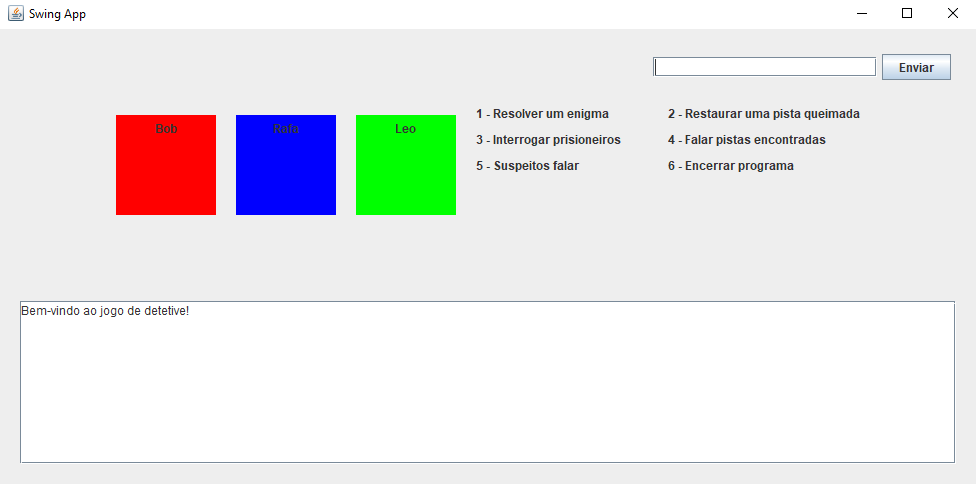 Swing App
Enviar
Bob Rafa Leo
1 - Resolver um enigma 2 - Restaurar uma pista queimada
3 - Interrogar prisioneiros 4 - Falar pistas encontradas
5 - Suspeitos falar 6 - Encerrar programa
Bem-vindo ao jogo de detetive!